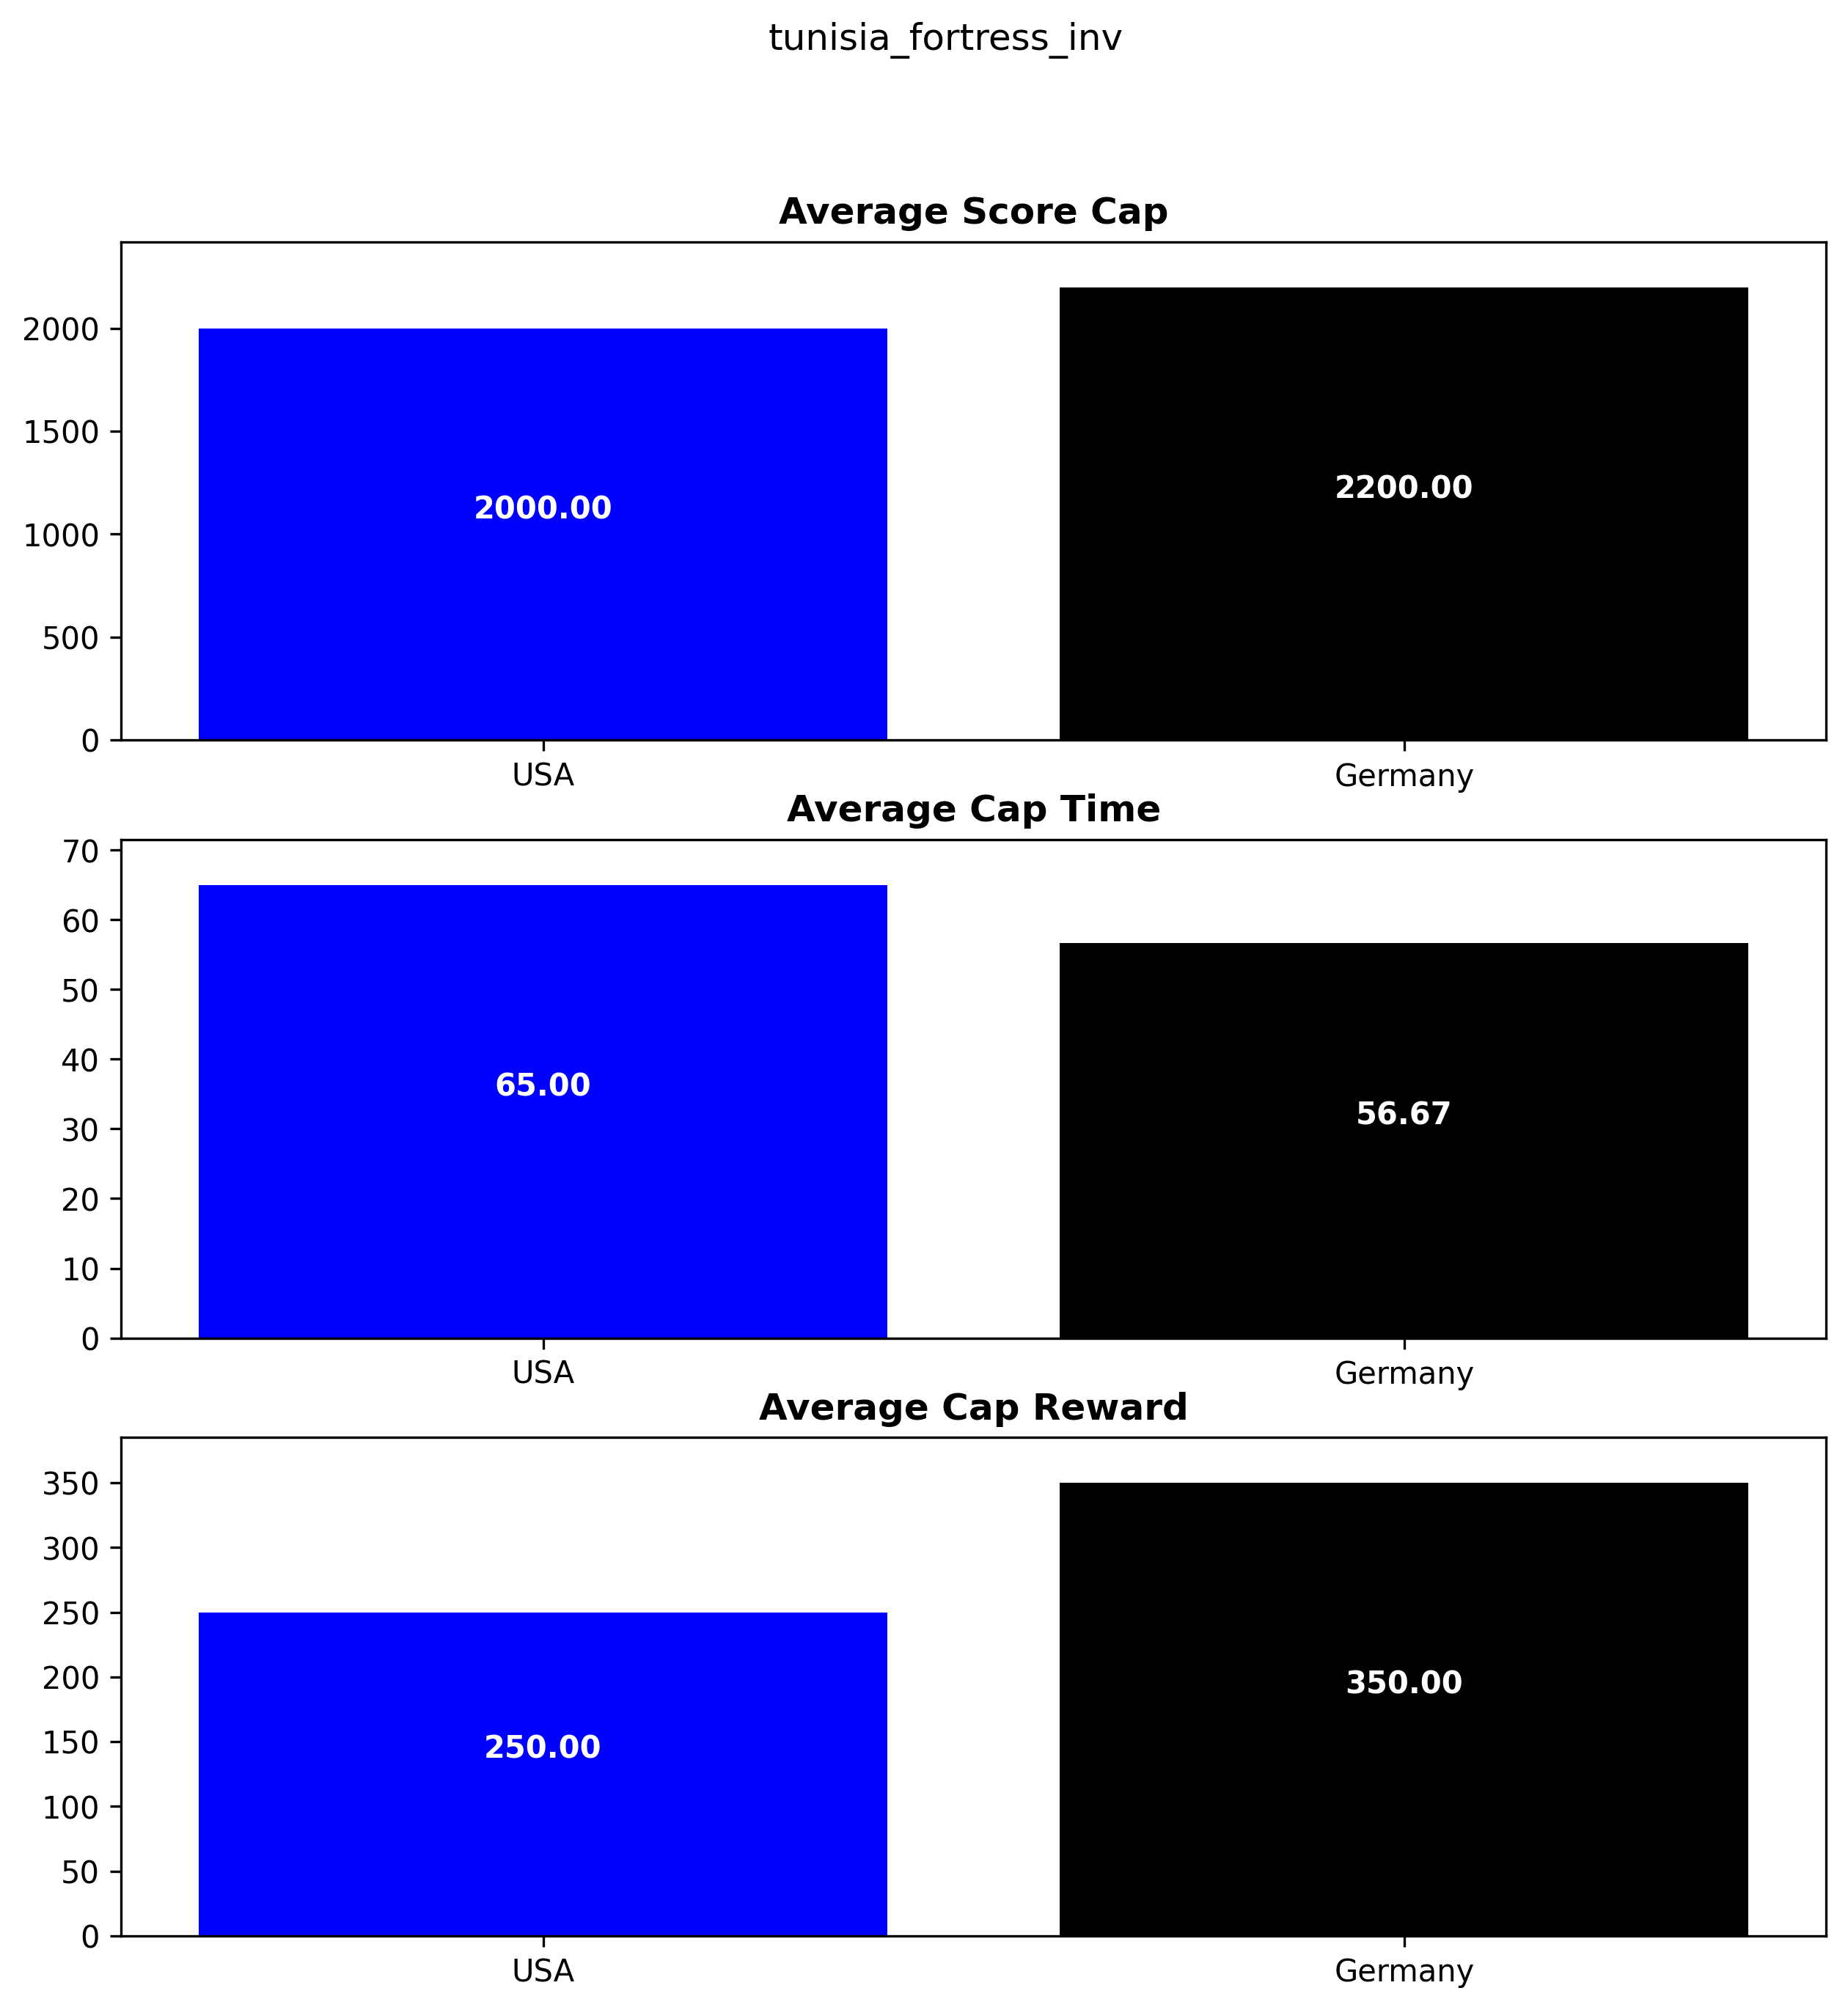 tunisia_fortress_inv
Average Score Cap
2000
1500
1000
500
0
2000.00
2200.00
USA
Germany
Average Cap Time
70
60
50
40
30
20
10
0
65.00
56.67
USA
Germany
Average Cap Reward
350
300
250
200
150
100
50
0
250.00
350.00
USA
Germany